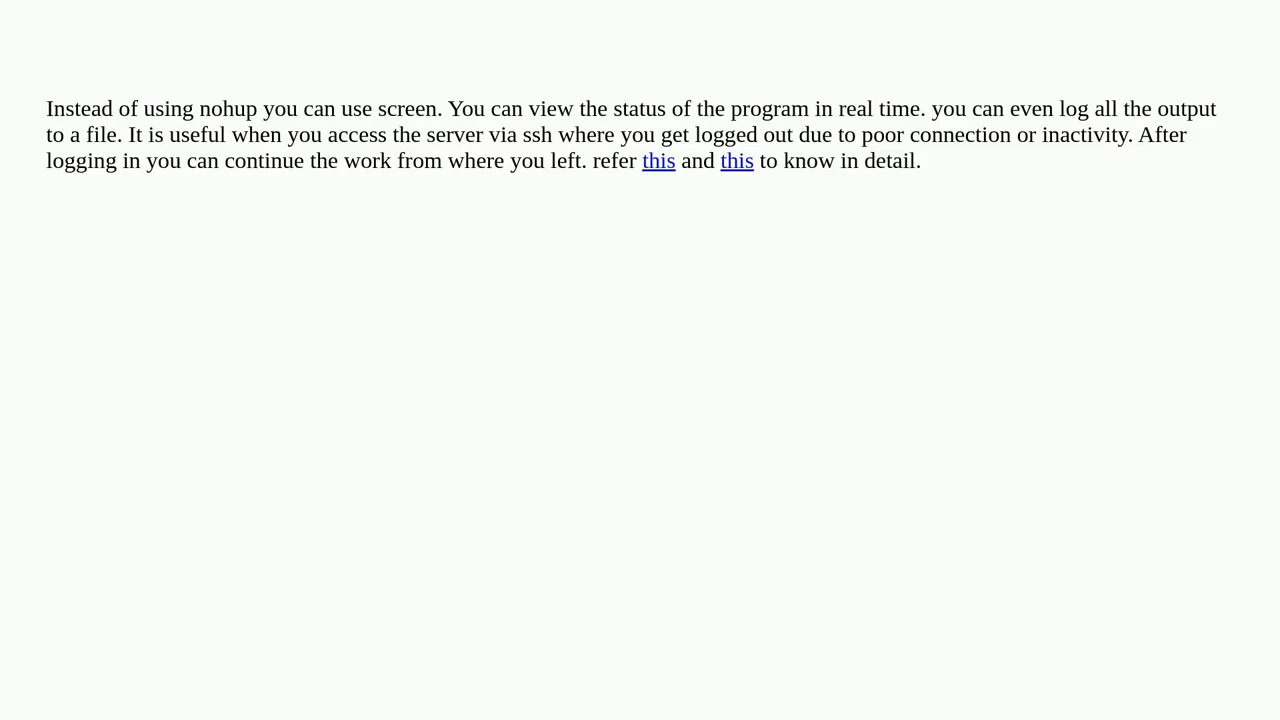 Instead of using nohup you can use screen. You can view the status of the program in real time. you can even log all the output
to a file. It is useful when you access the server via ssh where you get logged out due to poor connection or inactivity. After
logging in you can continue the work from where you left. refer this and this to know in detail.